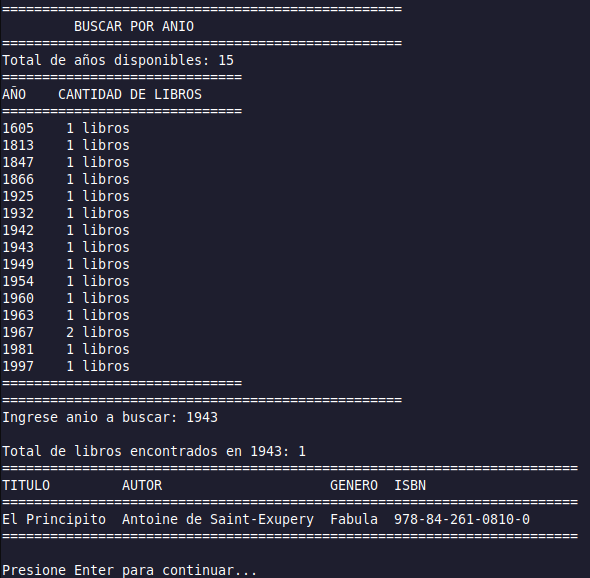 ==================================================
         BUSCAR POR ANIO
==================================================
Total de años disponibles: 15
==============================
AÑO    CANTIDAD DE LIBROS
==============================
1605    1 libros
1813    1 libros
1847    1 libros
1866    1 libros
1925    1 libros
1932    1 libros
1942    1 libros
1943    1 libros
1949    1 libros
1954    1 libros
1960    1 libros
1963    1 libros
1967    2 libros
1981    1 libros
1997    1 libros
==============================
==================================================
Ingrese anio a buscar: 1943

Total de libros encontrados en 1943: 1
========================================================================
TITULO         AUTOR                     GENERO  ISBN
========================================================================
El Principito  Antoine de Saint-Exupery  Fabula  978-84-261-0810-0
========================================================================

Presione Enter para continuar...